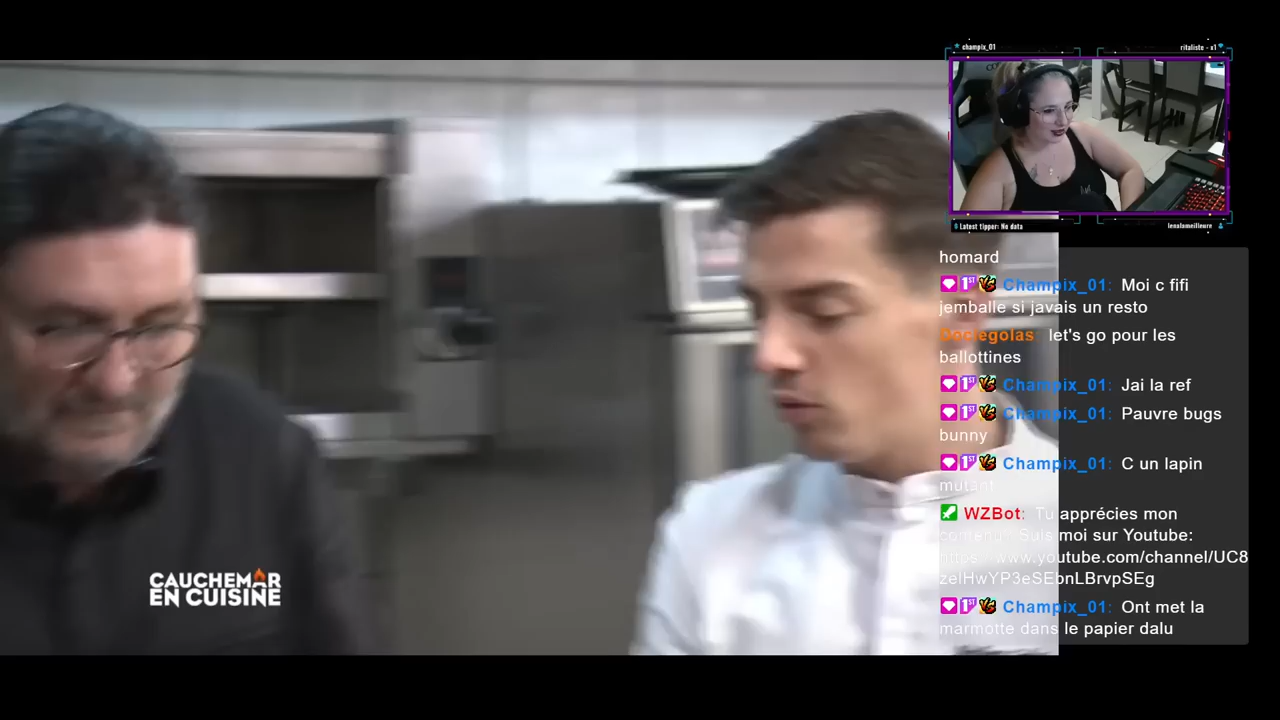 champix_01
ritaliste - x1
Latest tipper: No data
lenalameilleure
homard
Champix_01: Moi c fifi
jemballe si javais un resto
Docregolas let's go pour les
ballottines
Champix_01: Jai la ref
Champix_01: Pauvre bugs
bunny
Champix_01: C un lapin
mutant
WZBot: Tu apprécies mon
contenu? Suis moi sur Youtube:
https://www.youtube.com/channel/UC8
zelHwYP3eSEbnLBrvpSEg
Champix_01: Ont met la
marmotte dans le papier dalu
CAUCHEMAR
EN CUISINE